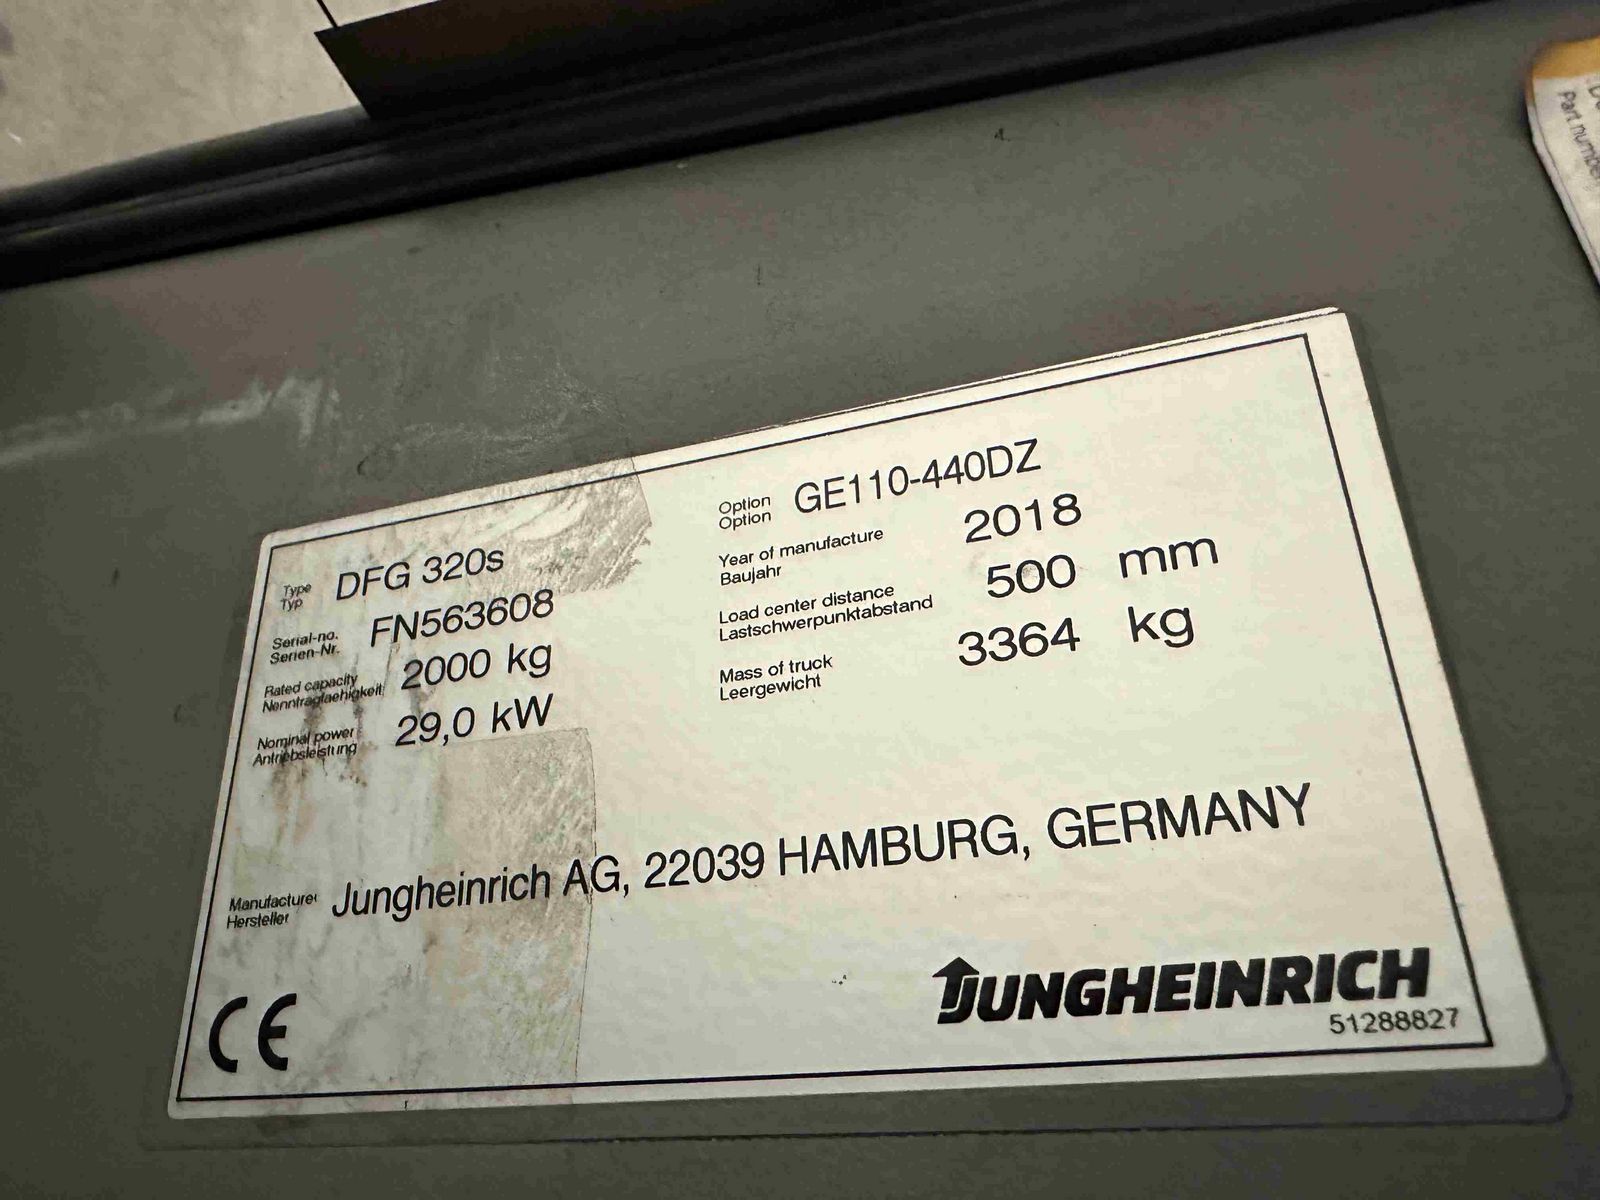 Part number
Type
Typ
DFG 320s
Option
Option
GE110-440DZ
Serial-no.
Serien-Nr.
FN563608
Year of manufacture
Baujahr
2018
Rated capacity
Nenntragfaehigkeit
2000 kg
Load center distance
Lastschwerpunktabstand
500 mm
Nominal power
Antriebsleistung
29,0 kW
Mass of truck
Leergewicht
3364 kg
Manufacturer
Hersteller
Jungheinrich AG, 22039 HAMBURG, GERMANY
CE
JUNGHEINRICH
51288827